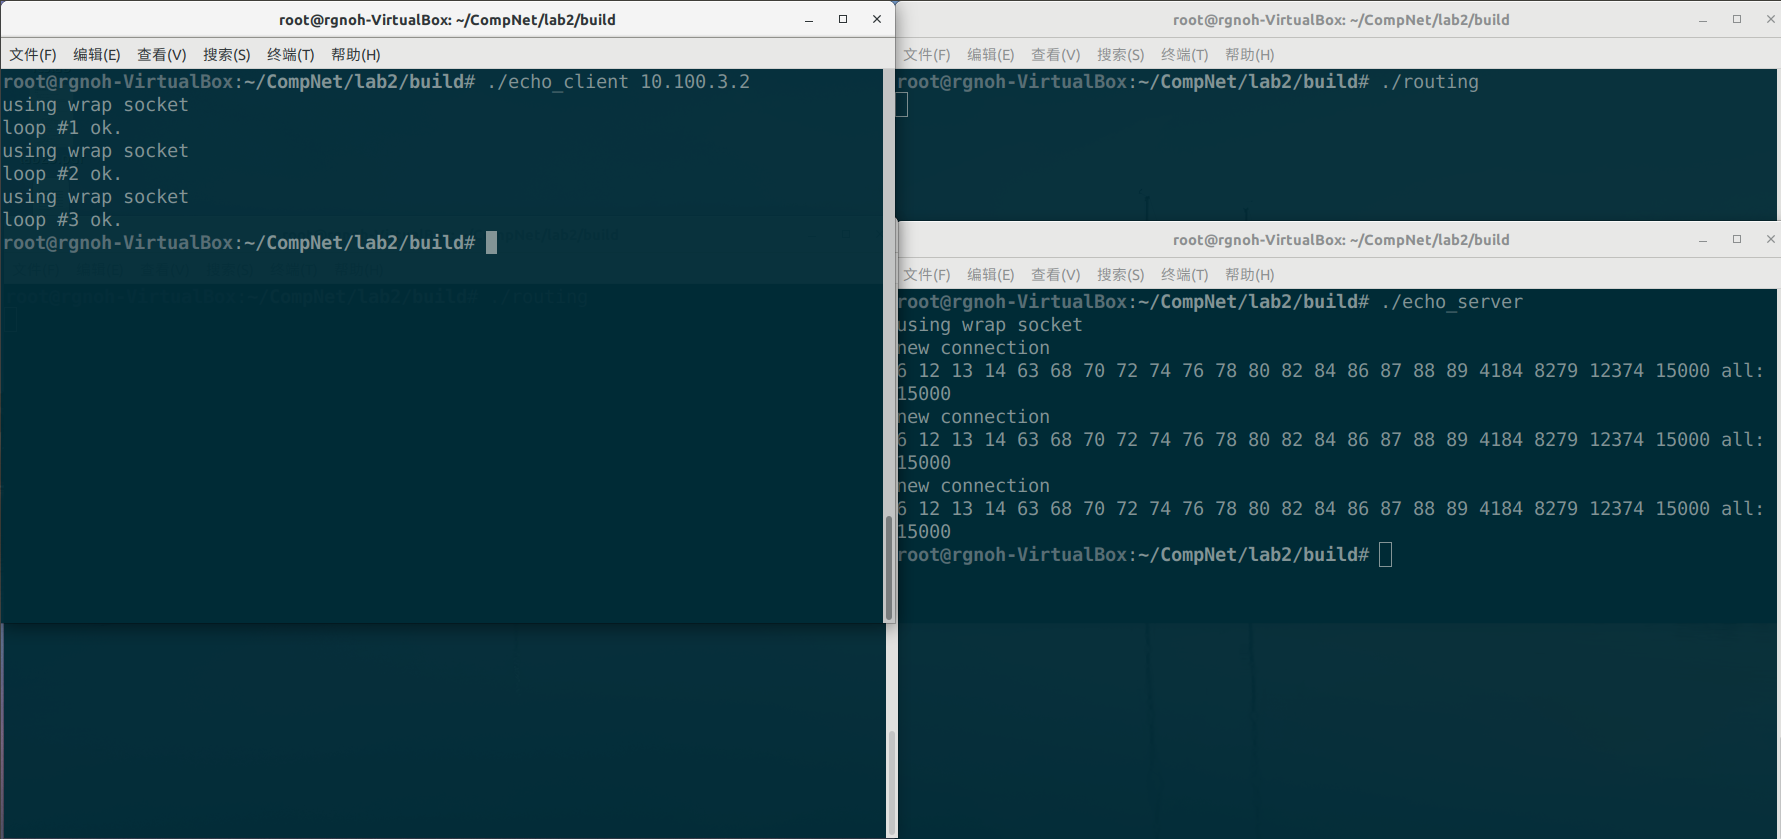 root@rgnoh-VirtualBox: ~/CompNet/lab2/build
文件(F) 编辑(E) 查看(V) 搜索(S) 终端(T) 帮助(H)
root@rgnoh-VirtualBox:~/CompNet/lab2/build# ./echo_client 10.100.3.2
using wrap socket
loop #1 ok.
using wrap socket
loop #2 ok.
using wrap socket
loop #3 ok.
root@rgnoh-VirtualBox:~/CompNet/lab2/build#
root@rgnoh-VirtualBox:~/CompNet/lab2/build# ./routing
root@rgnoh-VirtualBox: ~/CompNet/lab2/build
文件(F) 编辑(E) 查看(V) 搜索(S) 终端(T) 帮助(H)
root@rgnoh-VirtualBox:~/CompNet/lab2/build# ./routing
root@rgnoh-VirtualBox: ~/CompNet/lab2/build
文件(F) 编辑(E) 查看(V) 搜索(S) 终端(T) 帮助(H)
root@rgnoh-VirtualBox:~/CompNet/lab2/build# ./echo_server
using wrap socket
new connection
6 12 13 14 63 68 70 72 74 76 78 80 82 84 86 87 88 89 4184 8279 12374 15000 all:
15000
new connection
6 12 13 14 63 68 70 72 74 76 78 80 82 84 86 87 88 89 4184 8279 12374 15000 all:
15000
new connection
6 12 13 14 63 68 70 72 74 76 78 80 82 84 86 87 88 89 4184 8279 12374 15000 all:
15000
root@rgnoh-VirtualBox:~/CompNet/lab2/build#